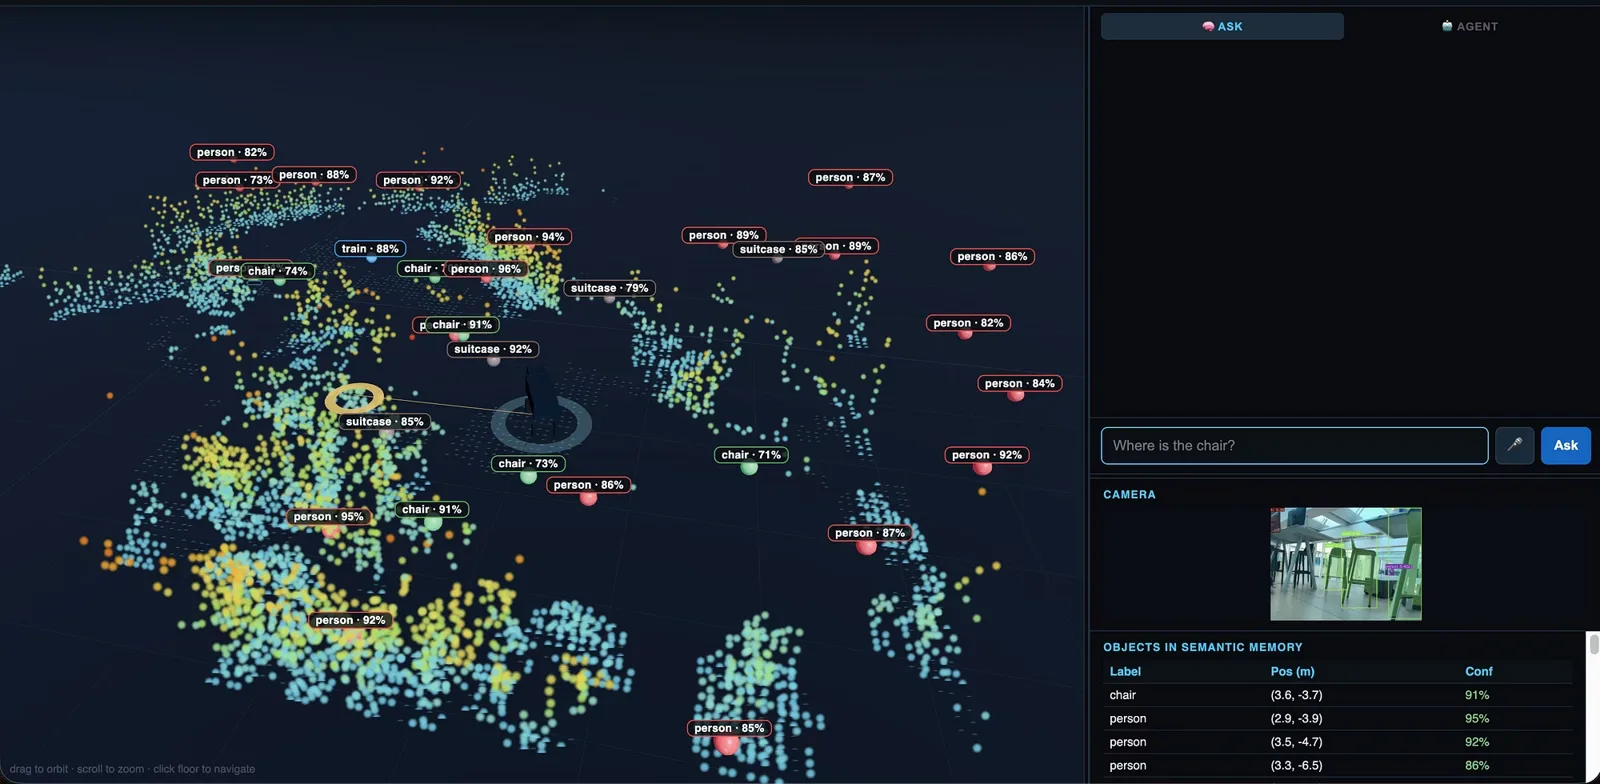 ASK
AGENT
person · 82%
person · 73%
person · 88%
person · 92%
person · 87%
person · 94%
person · 89%
suitcase · 85%
on · 89%
train · 88%
person · 86%
pers
chair · 74%
chair · 7
person · 96%
suitcase · 79%
p
chair · 91%
person · 82%
suitcase · 92%
person · 84%
suitcase · 85%
chair · 73%
chair · 71%
person · 92%
person · 86%
person · 95%
chair · 91%
person · 87%
person · 92%
person · 85%
drag to orbit · scroll to zoom · click floor to navigate
Where is the chair?
Ask
CAMERA
OBJECTS IN SEMANTIC MEMORY
Label Pos (m) Conf
chair (3.6, -3.7) 91%
person (2.9, -3.9) 95%
person (3.5, -4.7) 92%
person (3.3, -6.5) 86%